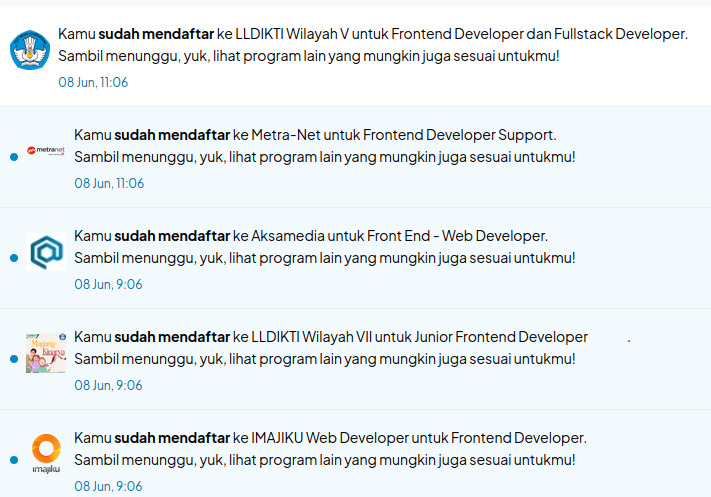 Kamu sudah mendaftar ke LLDIKTI Wilayah V untuk Frontend Developer dan Fullstack Developer.
Sambil menunggu, yuk, lihat program lain yang mungkin juga sesuai untukmu!
08 Jun, 11:06
metranet
Kamu sudah mendaftar ke Metra-Net untuk Frontend Developer Support.
Sambil menunggu, yuk, lihat program lain yang mungkin juga sesuai untukmu!
08 Jun, 11:06
Kamu sudah mendaftar ke Aksamedia untuk Front End - Web Developer.
Sambil menunggu, yuk, lihat program lain yang mungkin juga sesuai untukmu!
08 Jun, 9:06
Magang
Kinarya
Kamu sudah mendaftar ke LLDIKTI Wilayah VII untuk Junior Frontend Developer .
Sambil menunggu, yuk, lihat program lain yang mungkin juga sesuai untukmu!
08 Jun, 9:06
imajiku
Kamu sudah mendaftar ke IMAJIKU Web Developer untuk Frontend Developer.
Sambil menunggu, yuk, lihat program lain yang mungkin juga sesuai untukmu!
08 Jun, 9:06